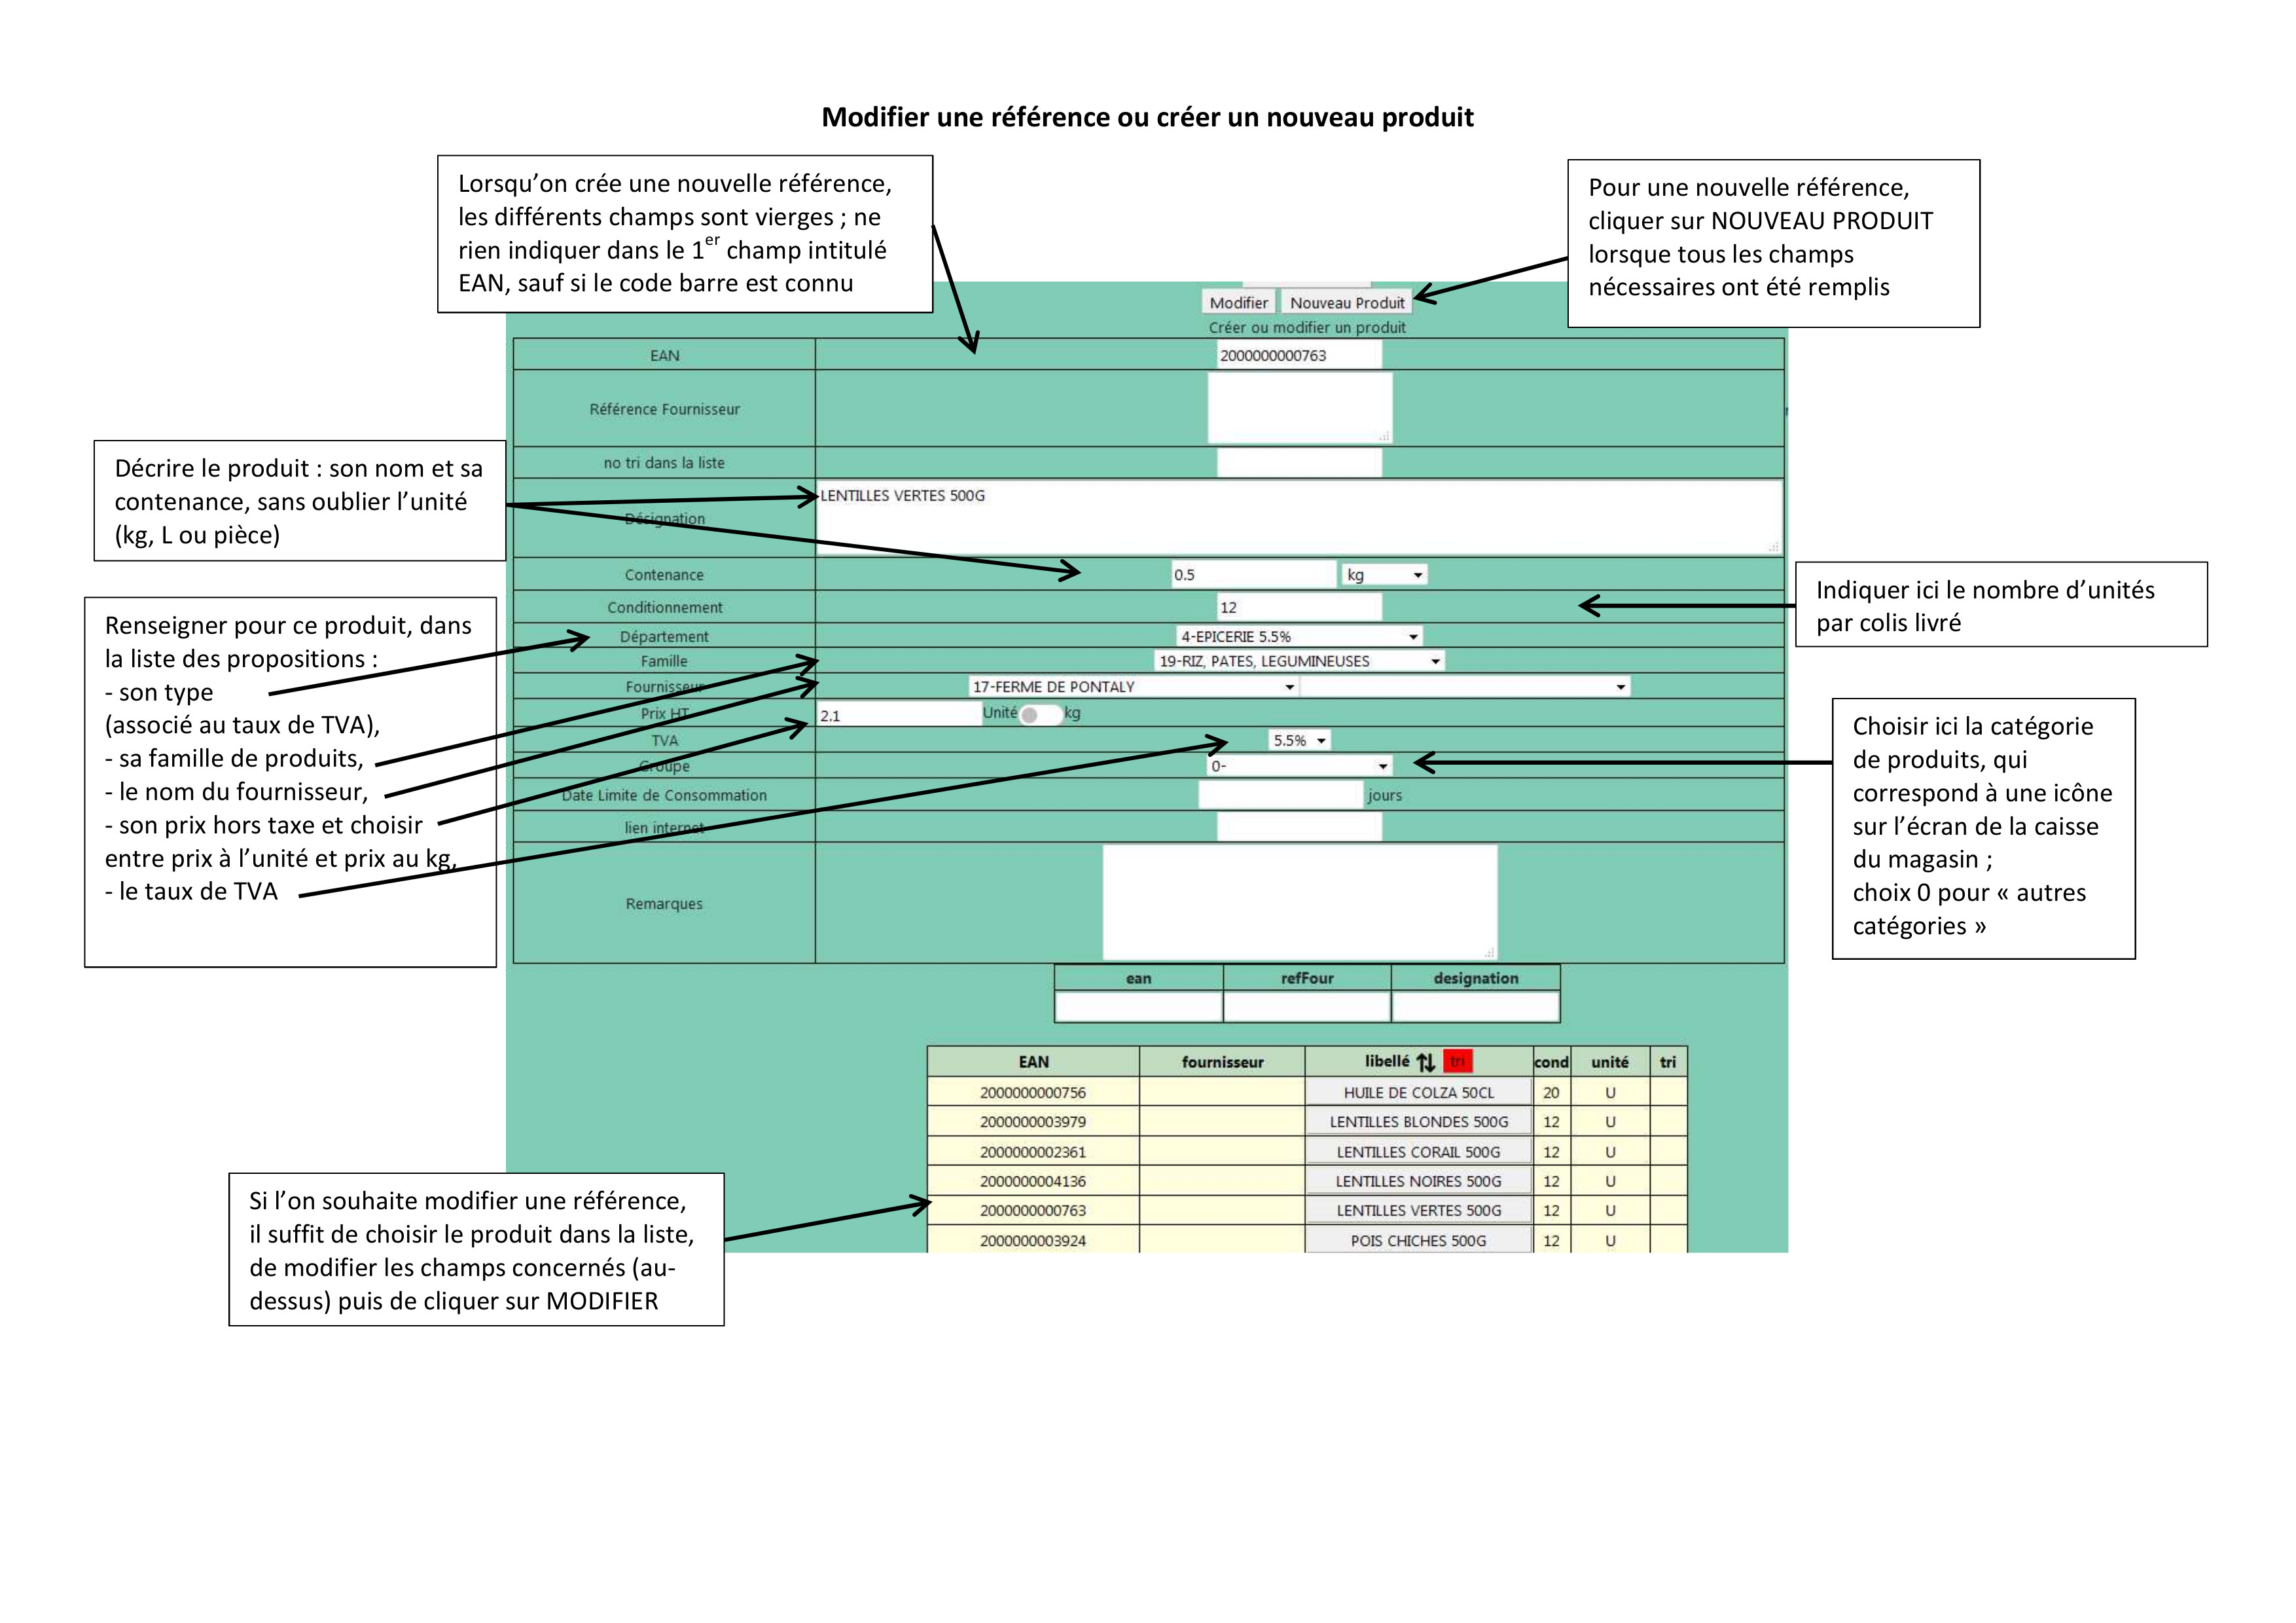 Modifier une référence ou créer un nouveau produit
Lorsqu’on crée une nouvelle référence,
les différents champs sont vierges ; ne
rien indiquer dans le 1er champ intitulé
EAN, sauf si le code barre est connu
Pour une nouvelle référence,
cliquer sur NOUVEAU PRODUIT
lorsque tous les champs
nécessaires ont été remplis
Modifier Nouveau Produit
Créer ou modifier un produit
EAN 2000000000763
Référence Fournisseur
no tri dans la liste
Décrire le produit : son nom et sa
contenance, sans oublier l’unité
(kg, L ou pièce)
Désignation LENTILLES VERTES 500G
Contenance 0.5 kg
Conditionnement 12
Département 4-EPICERIE 5.5%
Famille 19-RIZ, PATES, LEGUMINEUSES
Fournisseur 17-FERME DE PONTALY
Prix HT 2.1 Unité kg
TVA 5.5%
Groupe 0-
Date Limite de Consommation jours
lien internet
Remarques
Indiquer ici le nombre d’unités
par colis livré
Renseigner pour ce produit, dans
la liste des propositions :
- son type
(associé au taux de TVA),
- sa famille de produits,
- le nom du fournisseur,
- son prix hors taxe et choisir
entre prix à l’unité et prix au kg,
- le taux de TVA
Choisir ici la catégorie
de produits, qui
correspond à une icône
sur l’écran de la caisse
du magasin ;
choix 0 pour « autres
catégories »
ean refFour designation
EAN fournisseur libellé tri cond unité tri
2000000000756 HUILE DE COLZA 50CL 20 U
2000000003979 LENTILLES BLONDES 500G 12 U
2000000002361 LENTILLES CORAIL 500G 12 U
2000000004136 LENTILLES NOIRES 500G 12 U
2000000000763 LENTILLES VERTES 500G 12 U
2000000003924 POIS CHICHES 500G 12 U
Si l’on souhaite modifier une référence,
il suffit de choisir le produit dans la liste,
de modifier les champs concernés (au-
dessus) puis de cliquer sur MODIFIER